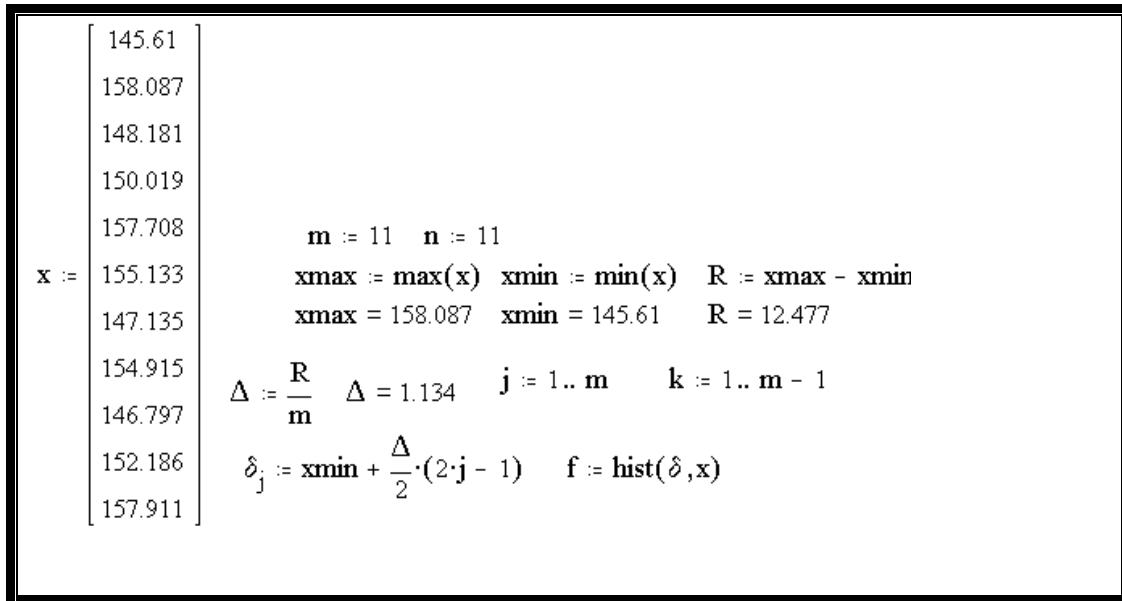 145.61
158.087
148.181
150.019
157.708
x := 155.133
147.135
154.915
146.797
152.186
157.911
m := 11 n := 11
xmax := max(x) xmin := min(x) R := xmax - xmin
xmax = 158.087 xmin = 145.61 R = 12.477
Δ := R/m Δ = 1.134 j := 1.. m k := 1.. m - 1
δ_j := xmin + Δ/2·(2·j - 1) f := hist(δ,x)